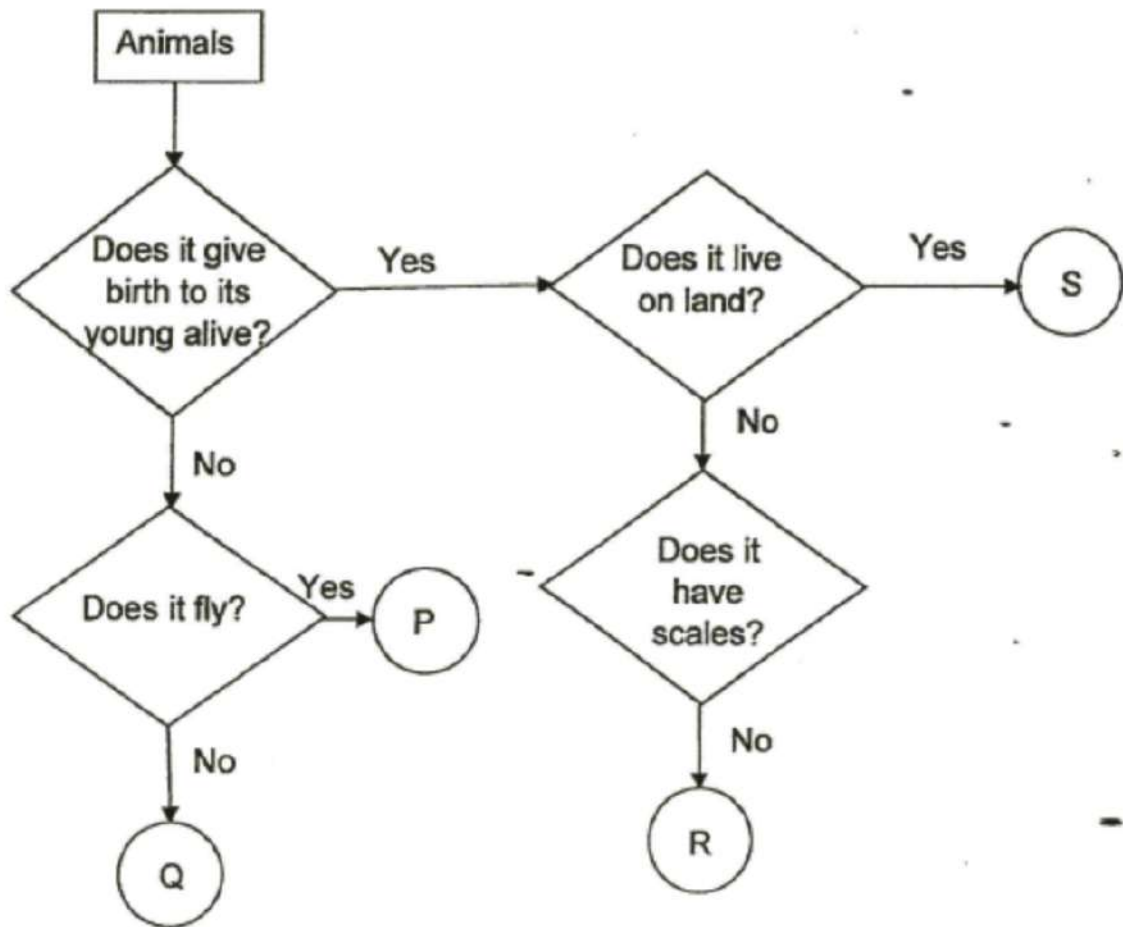 Animals
Does it give
birth to its
young alive?
Yes
Does it live
on land?
Yes
S
No
No
Does it fly?
Yes
P
Does it
have
scales?
No
Q
No
R